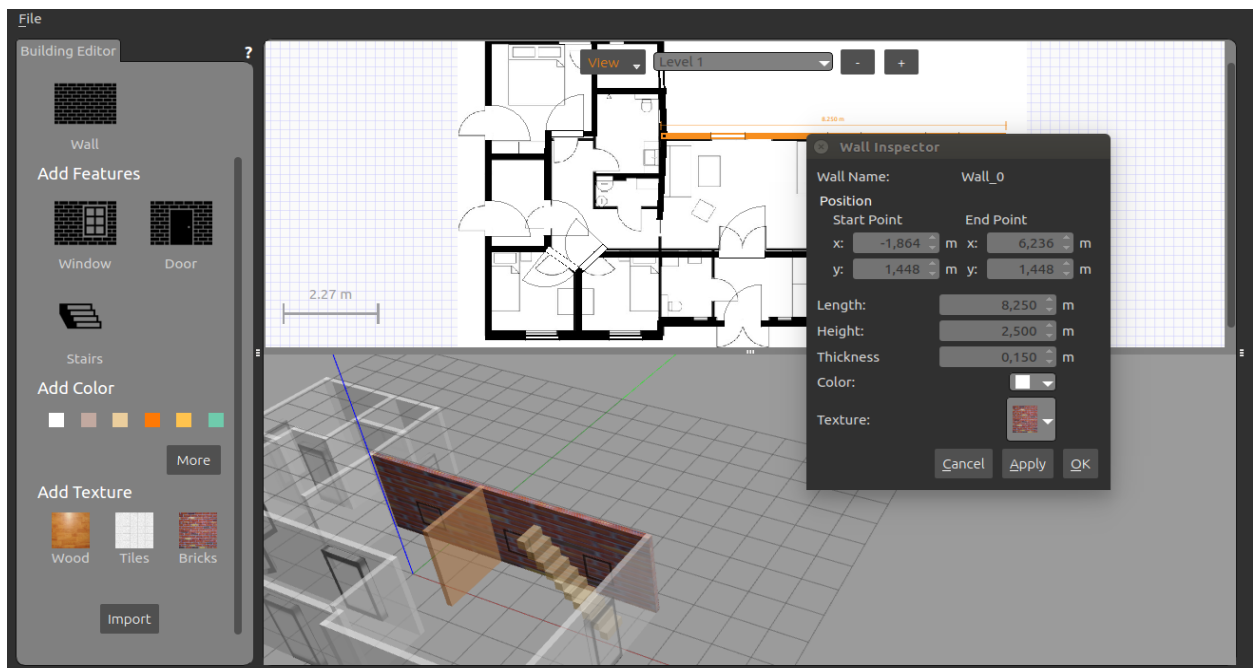 File
Building Editor
?
Wall
Add Features
Window Door
Stairs
Add Color
More
Add Texture
Wood Tiles Bricks
Import
View Level 1 - +
8.250 m
2.27 m
Wall Inspector
Wall Name: Wall_0
Position
Start Point End Point
x: -1,864 m x: 6,236 m
y: 1,448 m y: 1,448 m
Length: 8,250 m
Height: 2,500 m
Thickness 0,150 m
Color:
Texture:
Cancel Apply OK